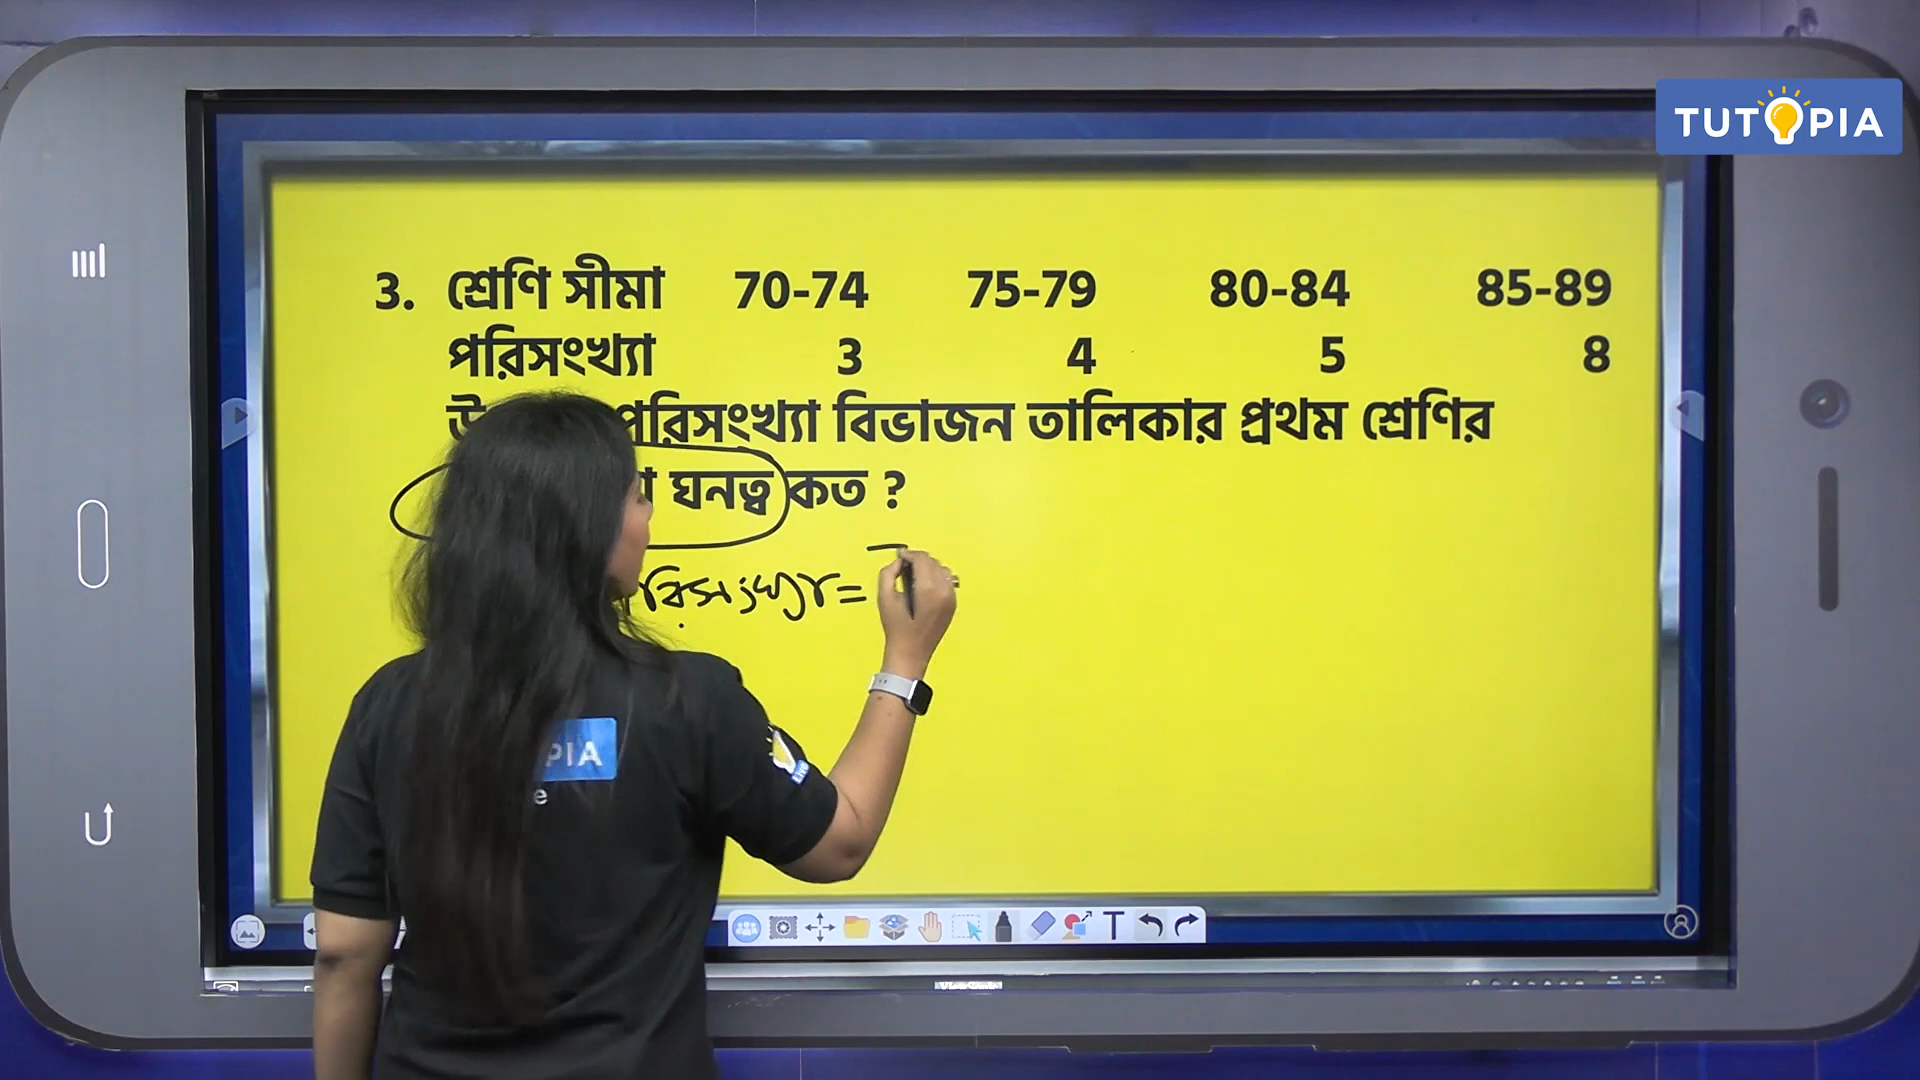 TUTOPIA
3. শ্রেণি সীমা 70-74 75-79 80-84 85-89
পরিসংখ্যা 3 4 5 8
পরিসংখ্যা বিভাজন তালিকার প্রথম শ্রেণির
ঘনত্ব কত ?
রিসংখ্যা =
PIA
e
T